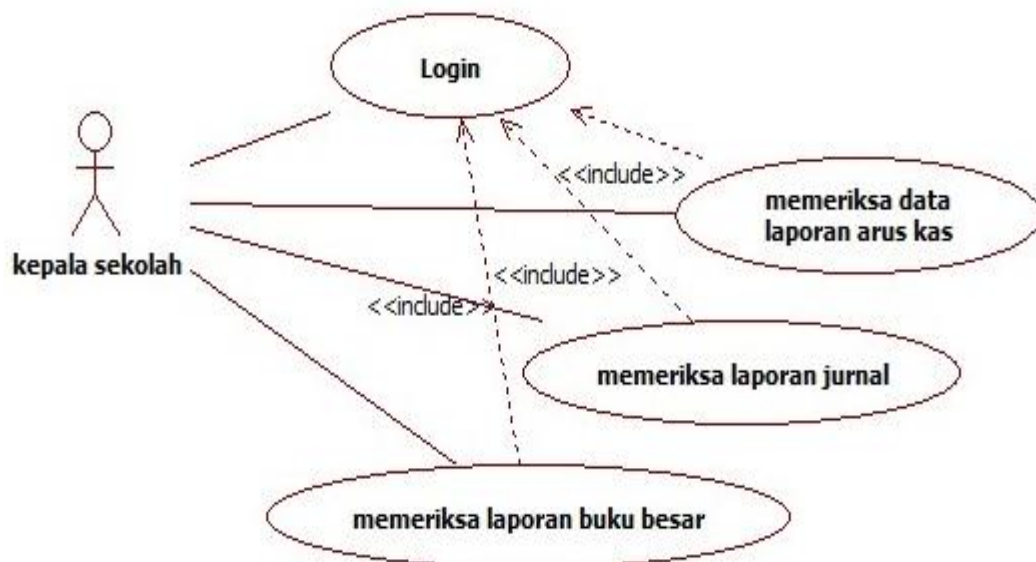 Login
<<include>>
memeriksa data
laporan arus kas
kepala sekolah
<<include>>
<<include>>
memeriksa laporan jurnal
memeriksa laporan buku besar